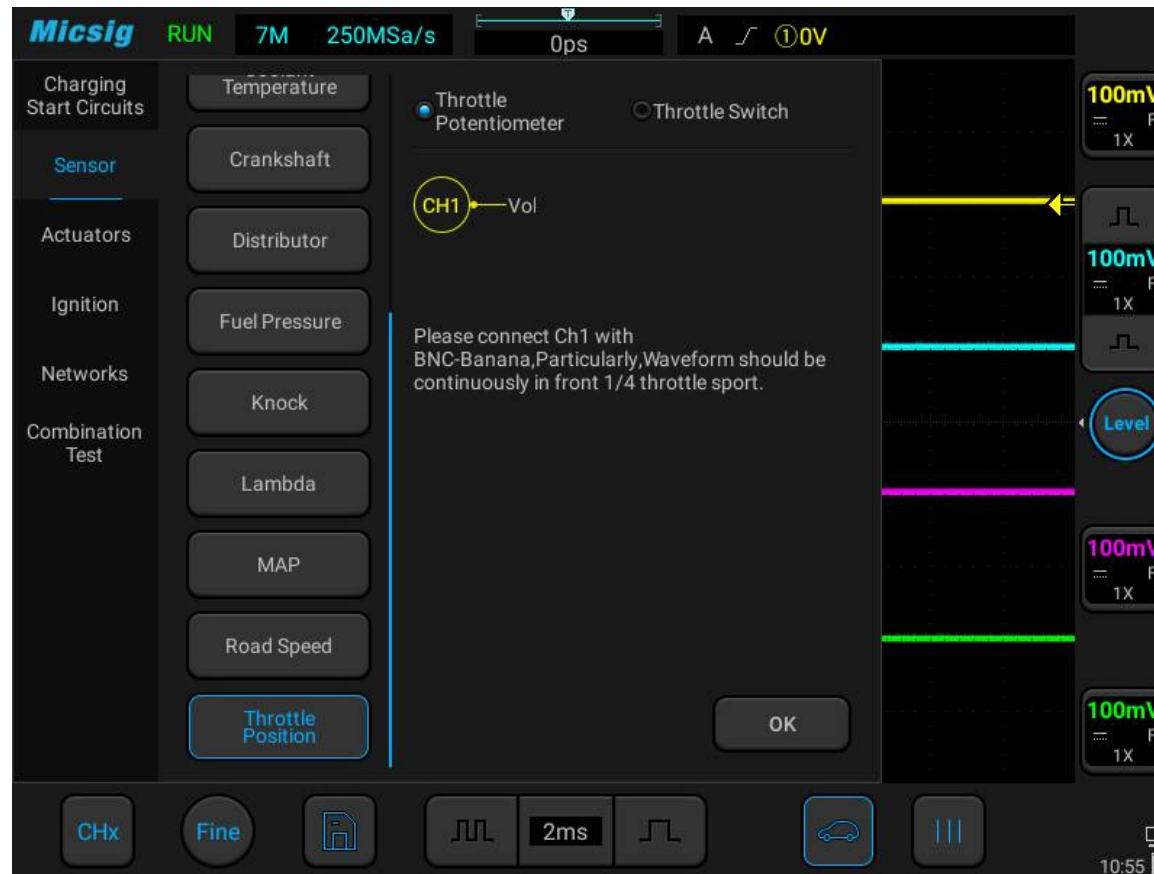 Micsig RUN 7M 250MSa/s 0ps A ①0V
Charging
Start Circuits
Sensor
Actuators
Ignition
Networks
Combination
Test
Temperature
Crankshaft
Distributor
Fuel Pressure
Knock
Lambda
MAP
Road Speed
Throttle
Position
Throttle
Potentiometer
Throttle Switch
CH1 Vol
Please connect Ch1 with
BNC-Banana,Particularly,Waveform should be
continuously in front 1/4 throttle sport.
OK
100mV
F
1X
100mV
F
1X
Level
100mV
F
1X
100mV
F
1X
CHx
Fine
2ms
10:55